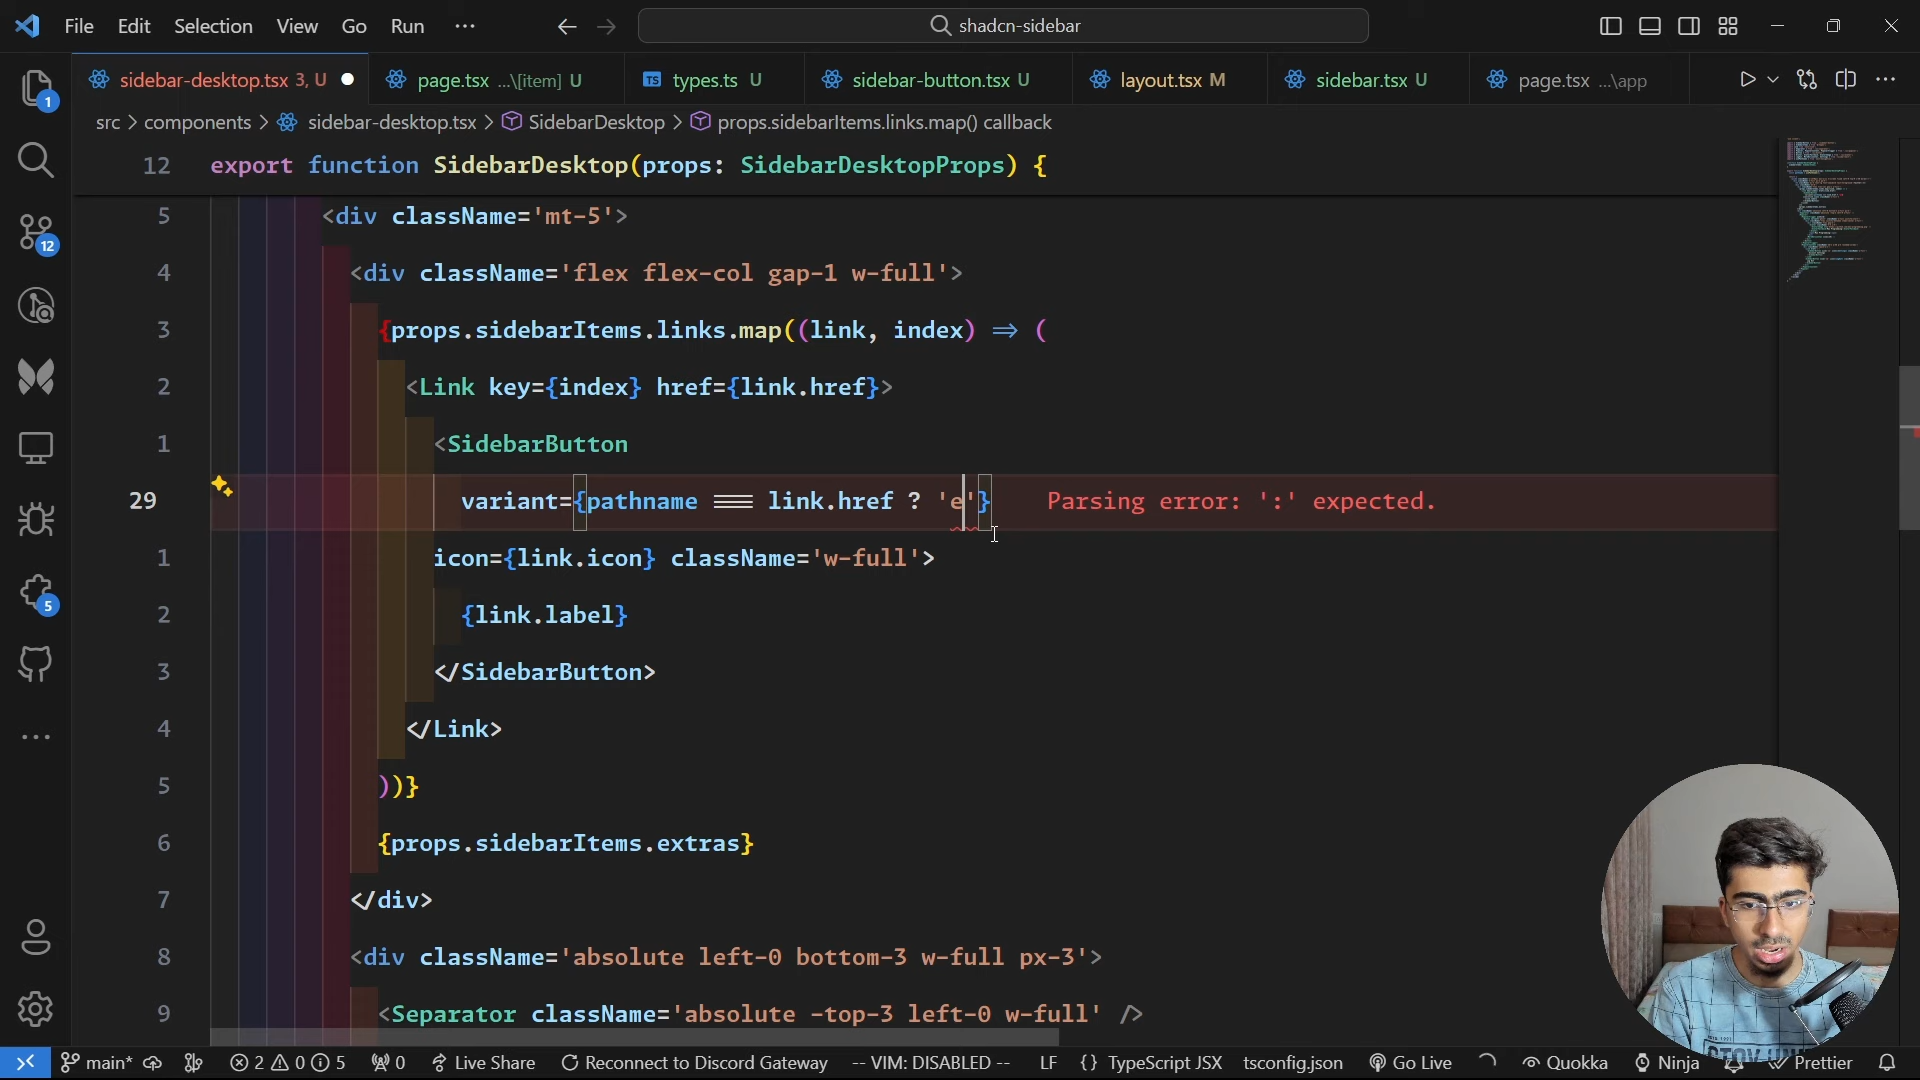 File Edit Selection View Go Run ··· shadcn-sidebar
sidebar-desktop.tsx 3, U page.tsx ...\[item] U types.ts U sidebar-button.tsx U layout.tsx M sidebar.tsx U page.tsx ...\app
src > components > sidebar-desktop.tsx > SidebarDesktop > props.sidebarItems.links.map() callback
12 export function SidebarDesktop(props: SidebarDesktopProps) {
5 <div className='mt-5'>
4 <div className='flex flex-col gap-1 w-full'>
3 {props.sidebarItems.links.map((link, index) => (
2 <Link key={index} href={link.href}>
1 <SidebarButton
29 variant={pathname === link.href ? 'e'} Parsing error: ':' expected.
1 icon={link.icon} className='w-full'>
2 {link.label}
3 </SidebarButton>
4 </Link>
5 ))}
6 {props.sidebarItems.extras}
7 </div>
8 <div className='absolute left-0 bottom-3 w-full px-3'>
9 <Separator className='absolute -top-3 left-0 w-full' />
1
12
5
main* 2 0 5 0 Live Share Reconnect to Discord Gateway -- VIM: DISABLED -- LF {} TypeScript JSX tsconfig.json Go Live Quokka Ninja Prettier